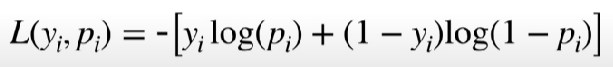 L(yᵢ, pᵢ) = -[yᵢ log(pᵢ) + (1 − yᵢ)log(1 − pᵢ)]